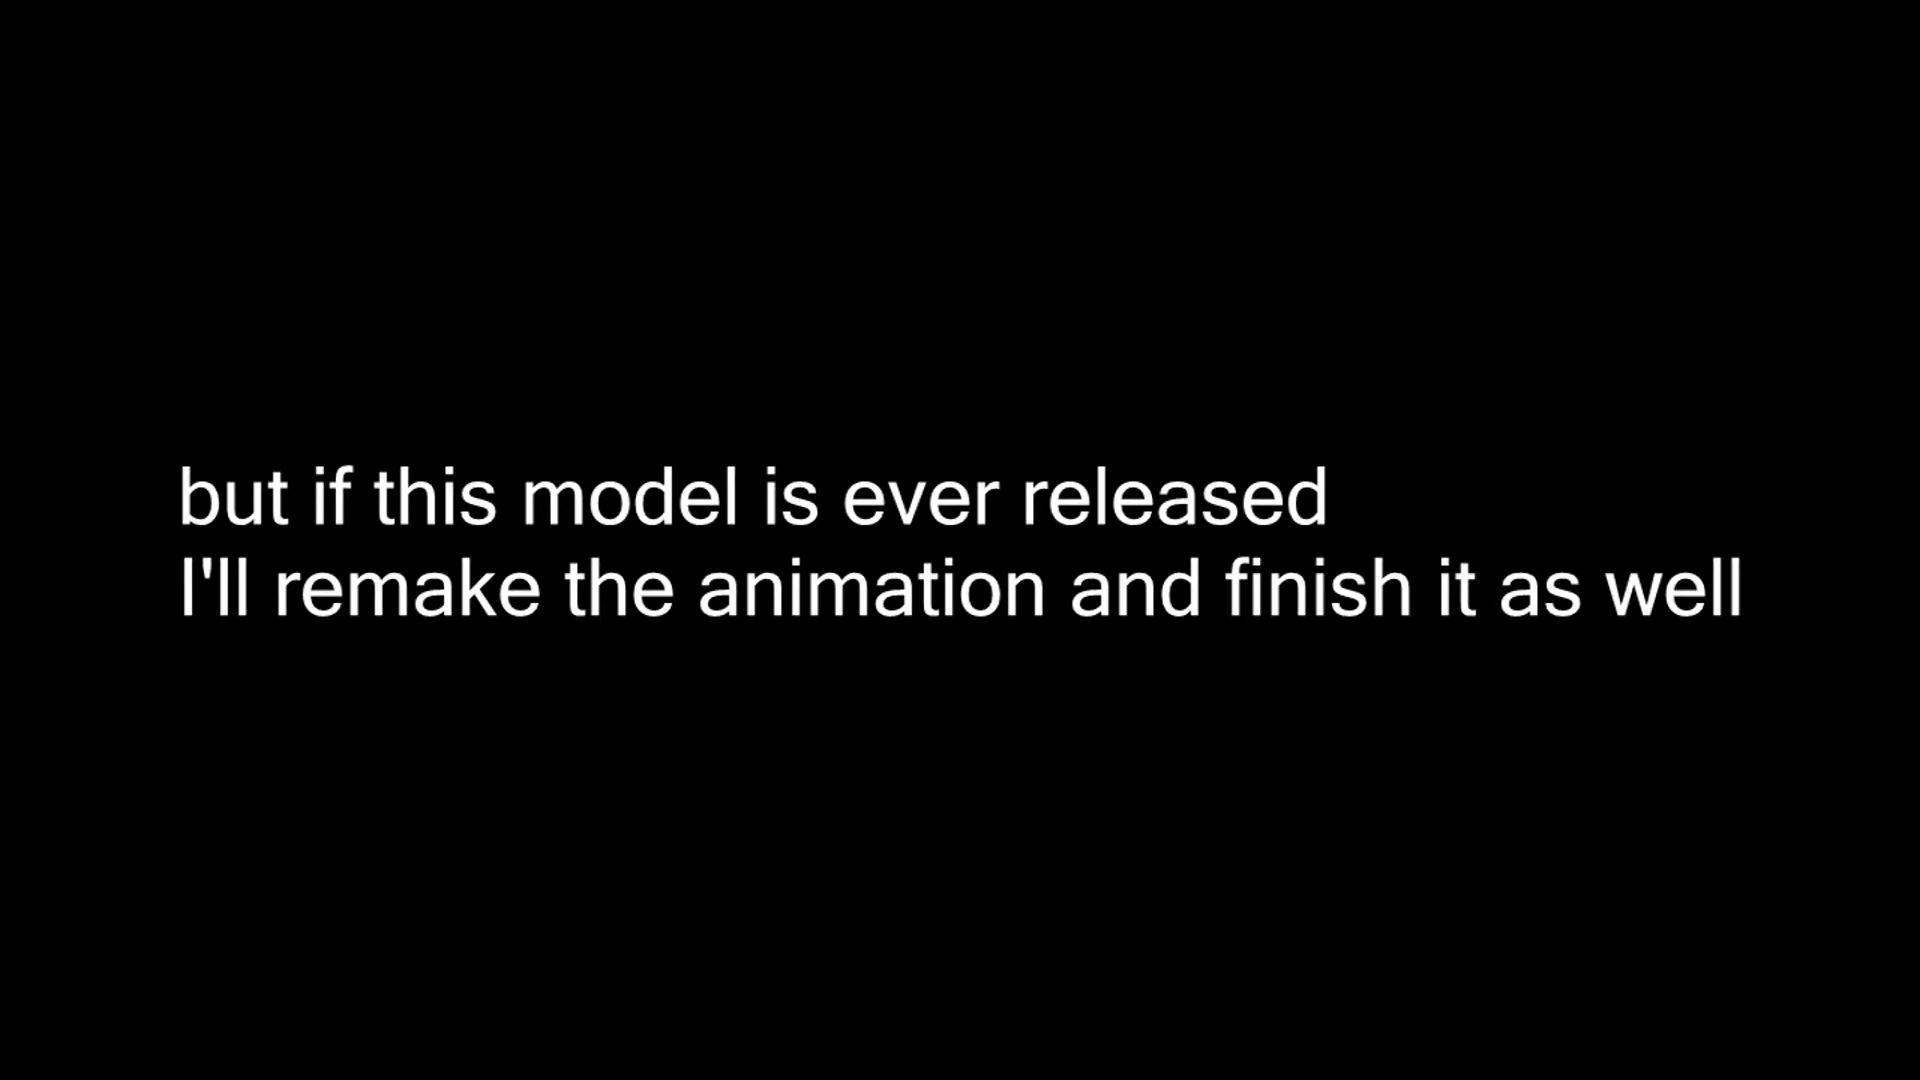 but if this model is ever released
I'll remake the animation and finish it as well